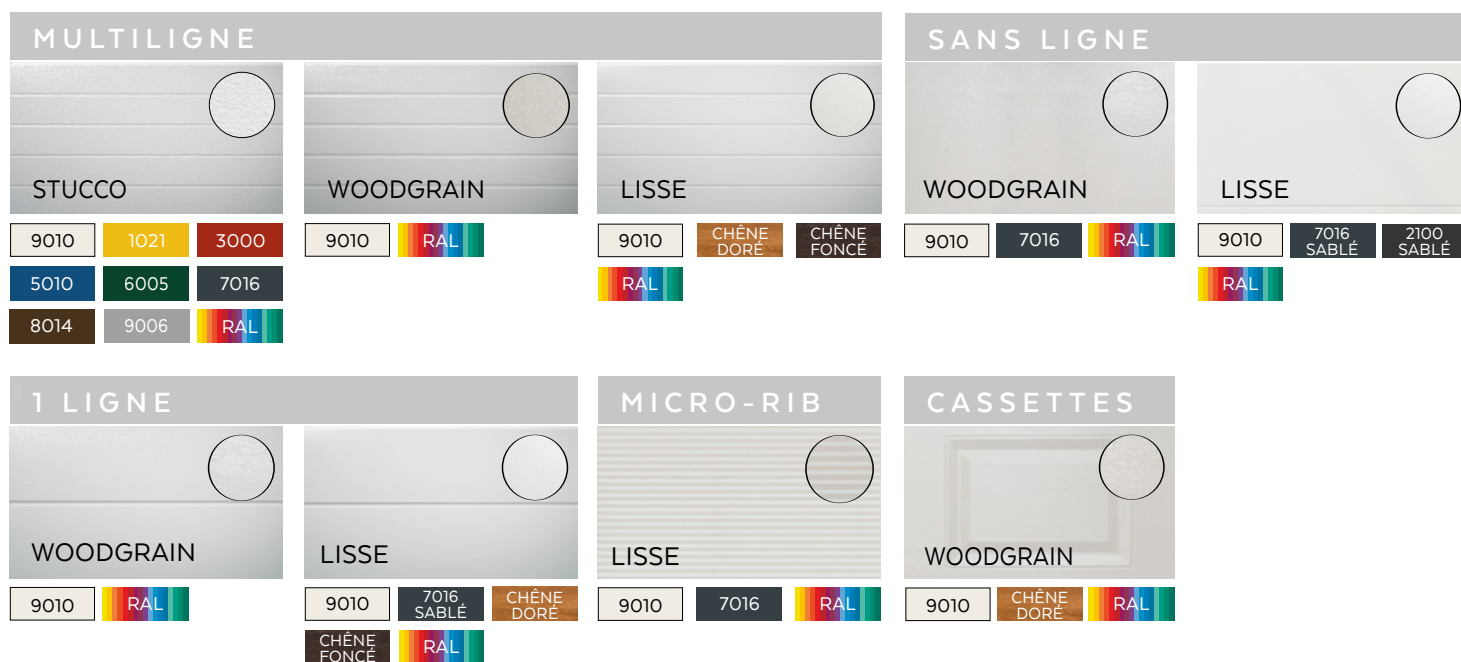 MULTILIGNE
STUCCO
9010 1021 3000
5010 6005 7016
8014 9006 RAL
WOODGRAIN
9010 RAL
LISSE
9010 CHÊNE DORÉ CHÊNE FONCÉ
RAL
SANS LIGNE
WOODGRAIN
9010 7016 RAL
LISSE
9010 7016 SABLÉ 2100 SABLÉ
RAL
1 LIGNE
WOODGRAIN
9010 RAL
LISSE
9010 7016 SABLÉ CHÊNE DORÉ
CHÊNE FONCÉ RAL
MICRO-RIB
LISSE
9010 7016 RAL
CASSETTES
WOODGRAIN
9010 CHÊNE DORÉ RAL